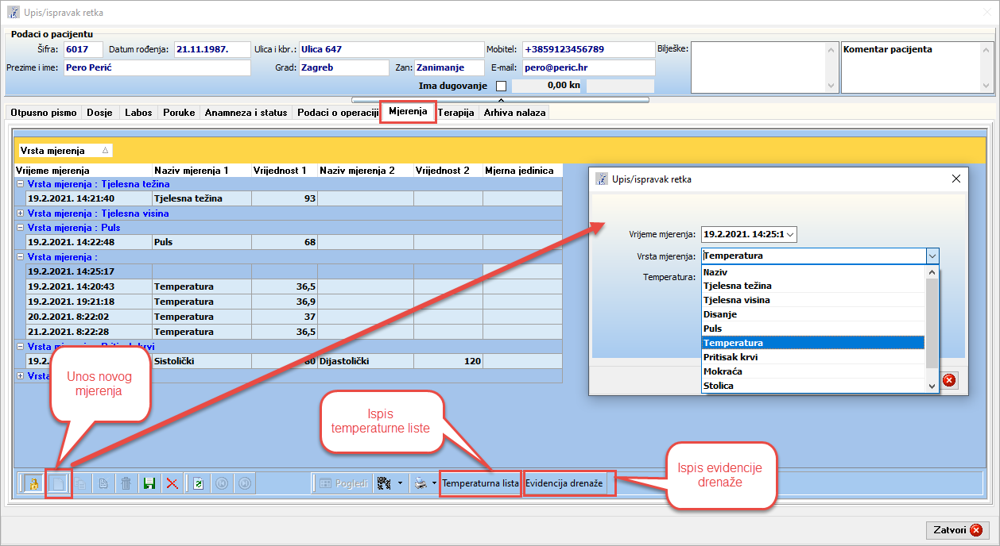 Upis/ispravak retka
Podaci o pacijentu
Šifra: 6017 Datum rođenja: 21.11.1987. Ulica i kbr.: Ulica 647 Mobitel: +3859123456789 Bilješke: Komentar pacijenta
Prezime i ime: Pero Perić Grad: Zagreb Zan: Zanimanje E-mail: pero@peric.hr
Ima dugovanje 0,00 kn
Otpusno pismo Dosje Labos Poruke Anamneza i status Podaci o operaciji Mjerenja Terapija Arhiva nalaza
Vrsta mjerenja
Vrijeme mjerenja Naziv mjerenja 1 Vrijednost 1 Naziv mjerenja 2 Vrijednost 2 Mjerna jedinica
Vrsta mjerenja : Tjelesna težina
19.2.2021. 14:21:40 Tjelesna težina 93
Vrsta mjerenja : Tjelesna visina
Vrsta mjerenja : Puls
19.2.2021. 14:22:48 Puls 68
Vrsta mjerenja :
19.2.2021. 14:25:17
19.2.2021. 14:20:43 Temperatura 36,5
19.2.2021. 19:21:18 Temperatura 36,9
20.2.2021. 8:22:02 Temperatura 37
21.2.2021. 8:22:28 Temperatura 36,5
Vrsta krvi
19.2. Sistolički Dijastolički 120
Vrsta
Upis/ispravak retka
Vrijeme mjerenja: 19.2.2021. 14:25:1
Vrsta mjerenja: Temperatura
Temperatura:
Naziv
Tjelesna težina
Tjelesna visina
Disanje
Puls
Temperatura
Pritisak krvi
Mokraća
Stolica
Unos novog
mjerenja
Ispis
temperaturne liste
Ispis evidencije
drenaže
Pogledi Temperaturna lista Evidencija drenaže
Zatvori